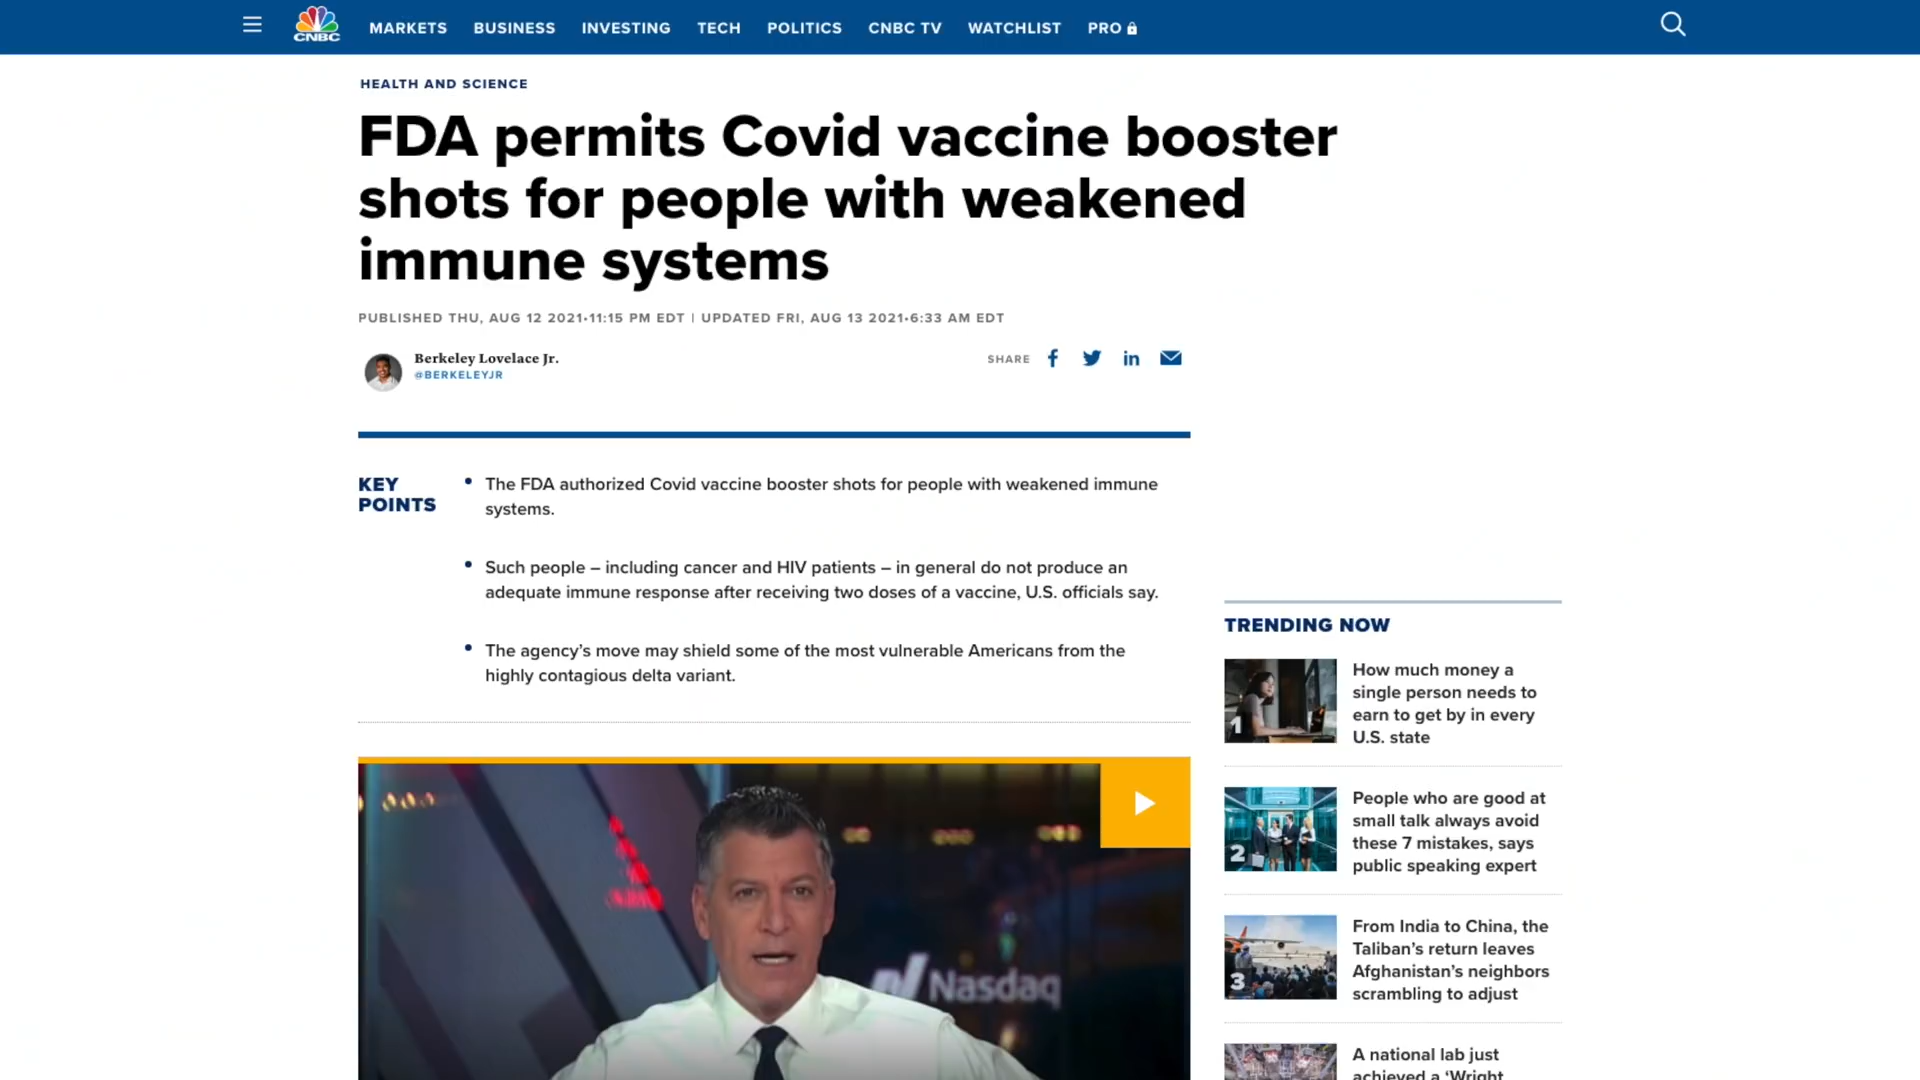 CNBC
MARKETS BUSINESS INVESTING TECH POLITICS CNBC TV WATCHLIST PRO
HEALTH AND SCIENCE
FDA permits Covid vaccine booster
shots for people with weakened
immune systems
PUBLISHED THU, AUG 12 2021•11:15 PM EDT | UPDATED FRI, AUG 13 2021•6:33 AM EDT
Berkeley Lovelace Jr.
@BERKELEYJR
SHARE
KEY
POINTS
• The FDA authorized Covid vaccine booster shots for people with weakened immune
systems.
• Such people – including cancer and HIV patients – in general do not produce an
adequate immune response after receiving two doses of a vaccine, U.S. officials say.
• The agency’s move may shield some of the most vulnerable Americans from the
highly contagious delta variant.
Nasdaq
TRENDING NOW
1
How much money a
single person needs to
earn to get by in every
U.S. state
2
People who are good at
small talk always avoid
these 7 mistakes, says
public speaking expert
3
From India to China, the
Taliban’s return leaves
Afghanistan’s neighbors
scrambling to adjust
A national lab just
achieved a ‘Wright